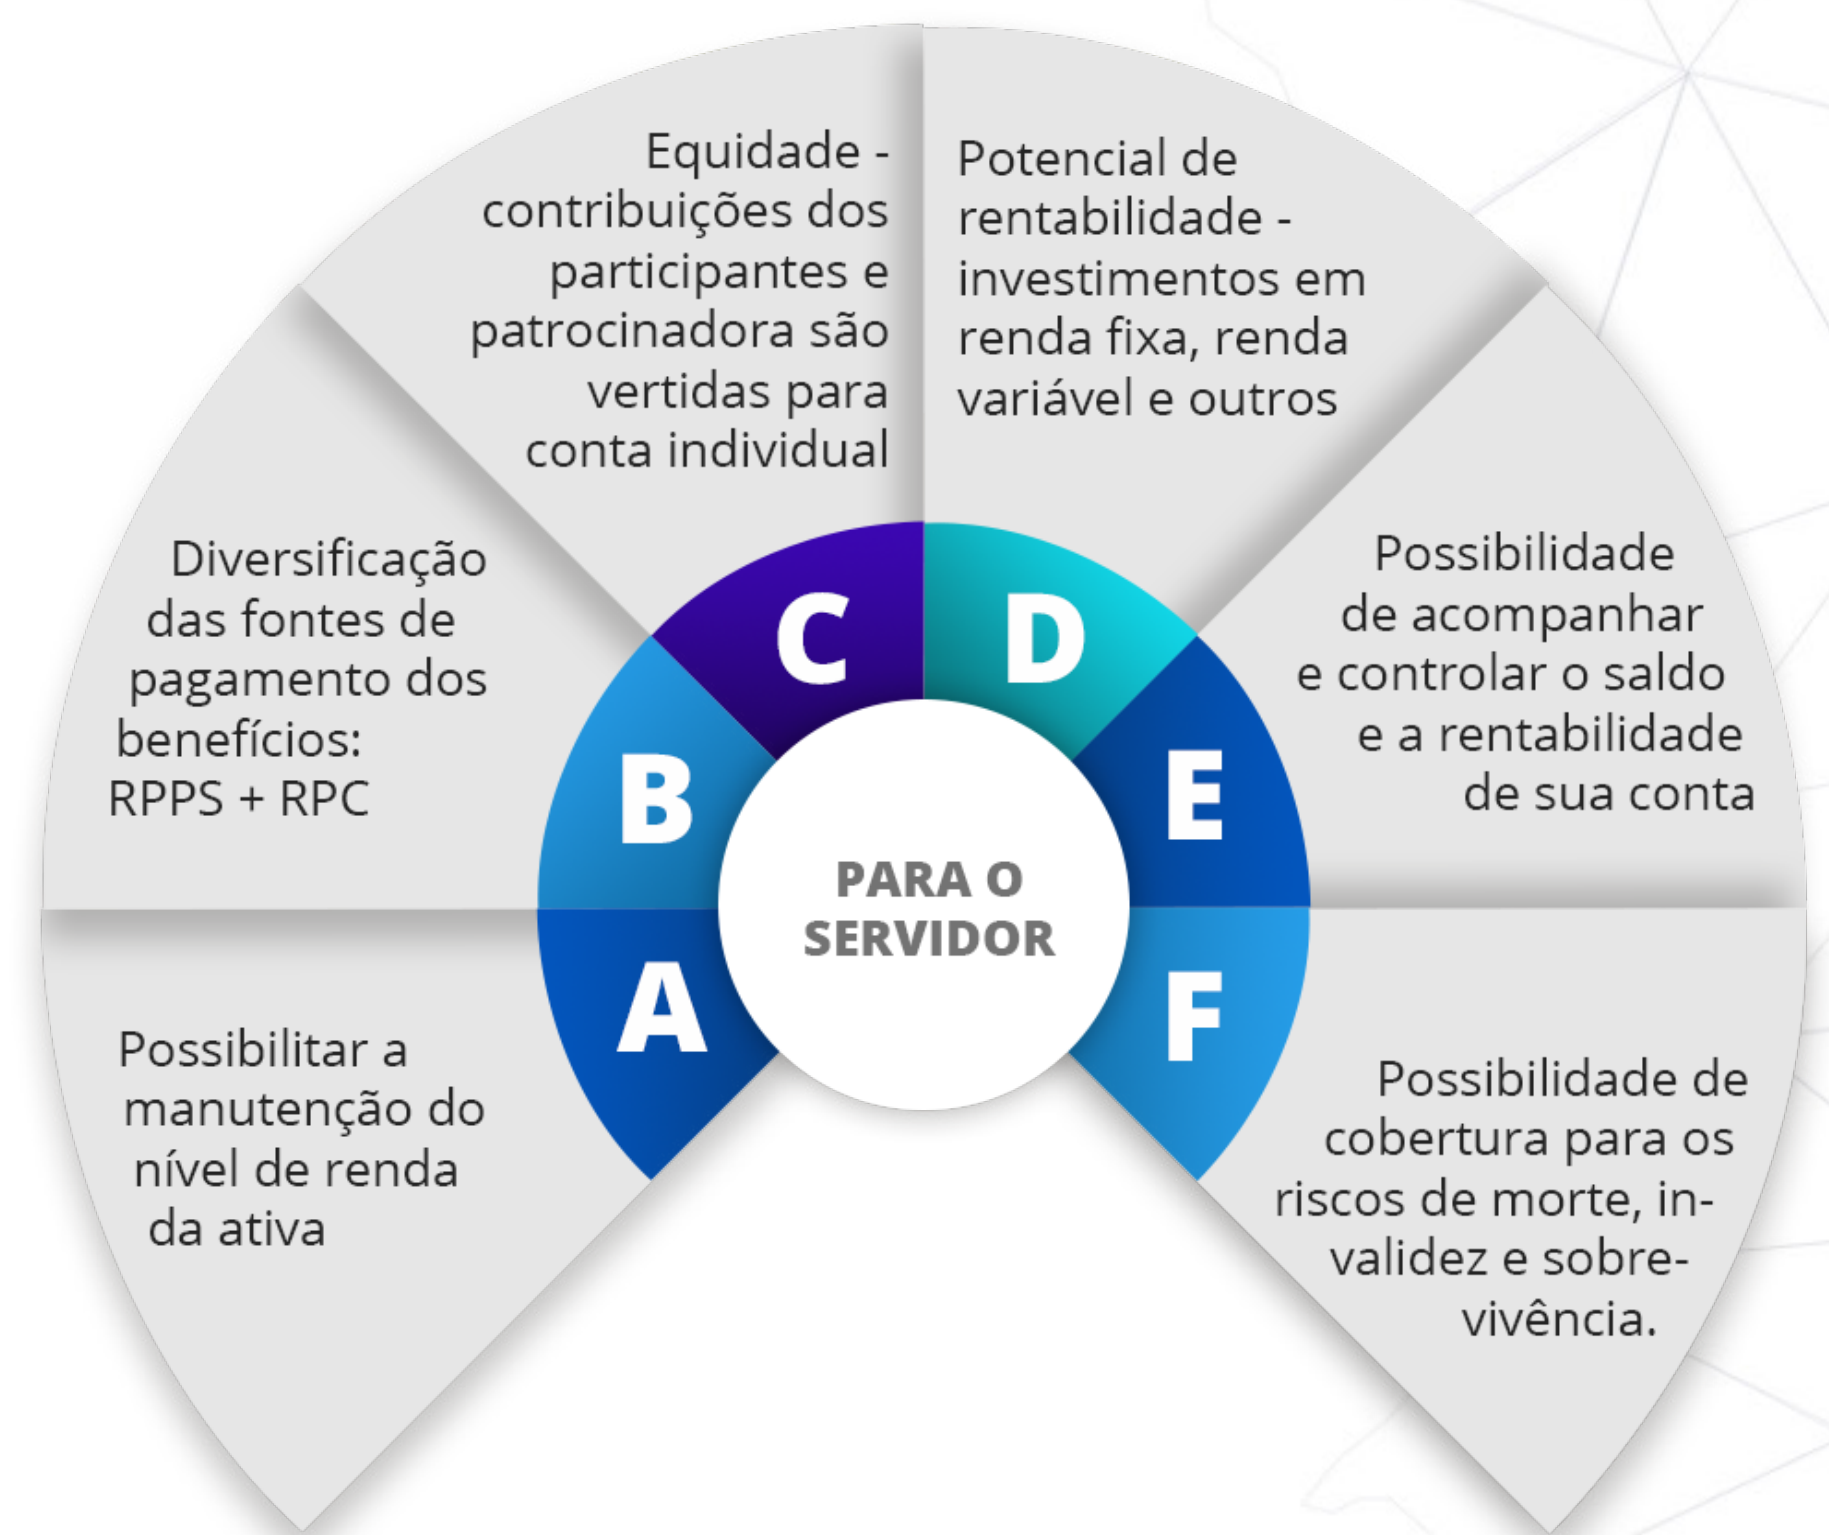 PARA O
SERVIDOR
A
Possibilitar a
manutenção do
nível de renda
da ativa
B
Diversificação
das fontes de
pagamento dos
benefícios:
RPPS + RPC
C
Equidade -
contribuições dos
participantes e
patrocinadora são
vertidas para
conta individual
D
Potencial de
rentabilidade -
investimentos em
renda fixa, renda
variável e outros
E
Possibilidade
de acompanhar
e controlar o saldo
e a rentabilidade
de sua conta
F
Possibilidade de
cobertura para os
riscos de morte, in-
validez e sobre-
vivência.